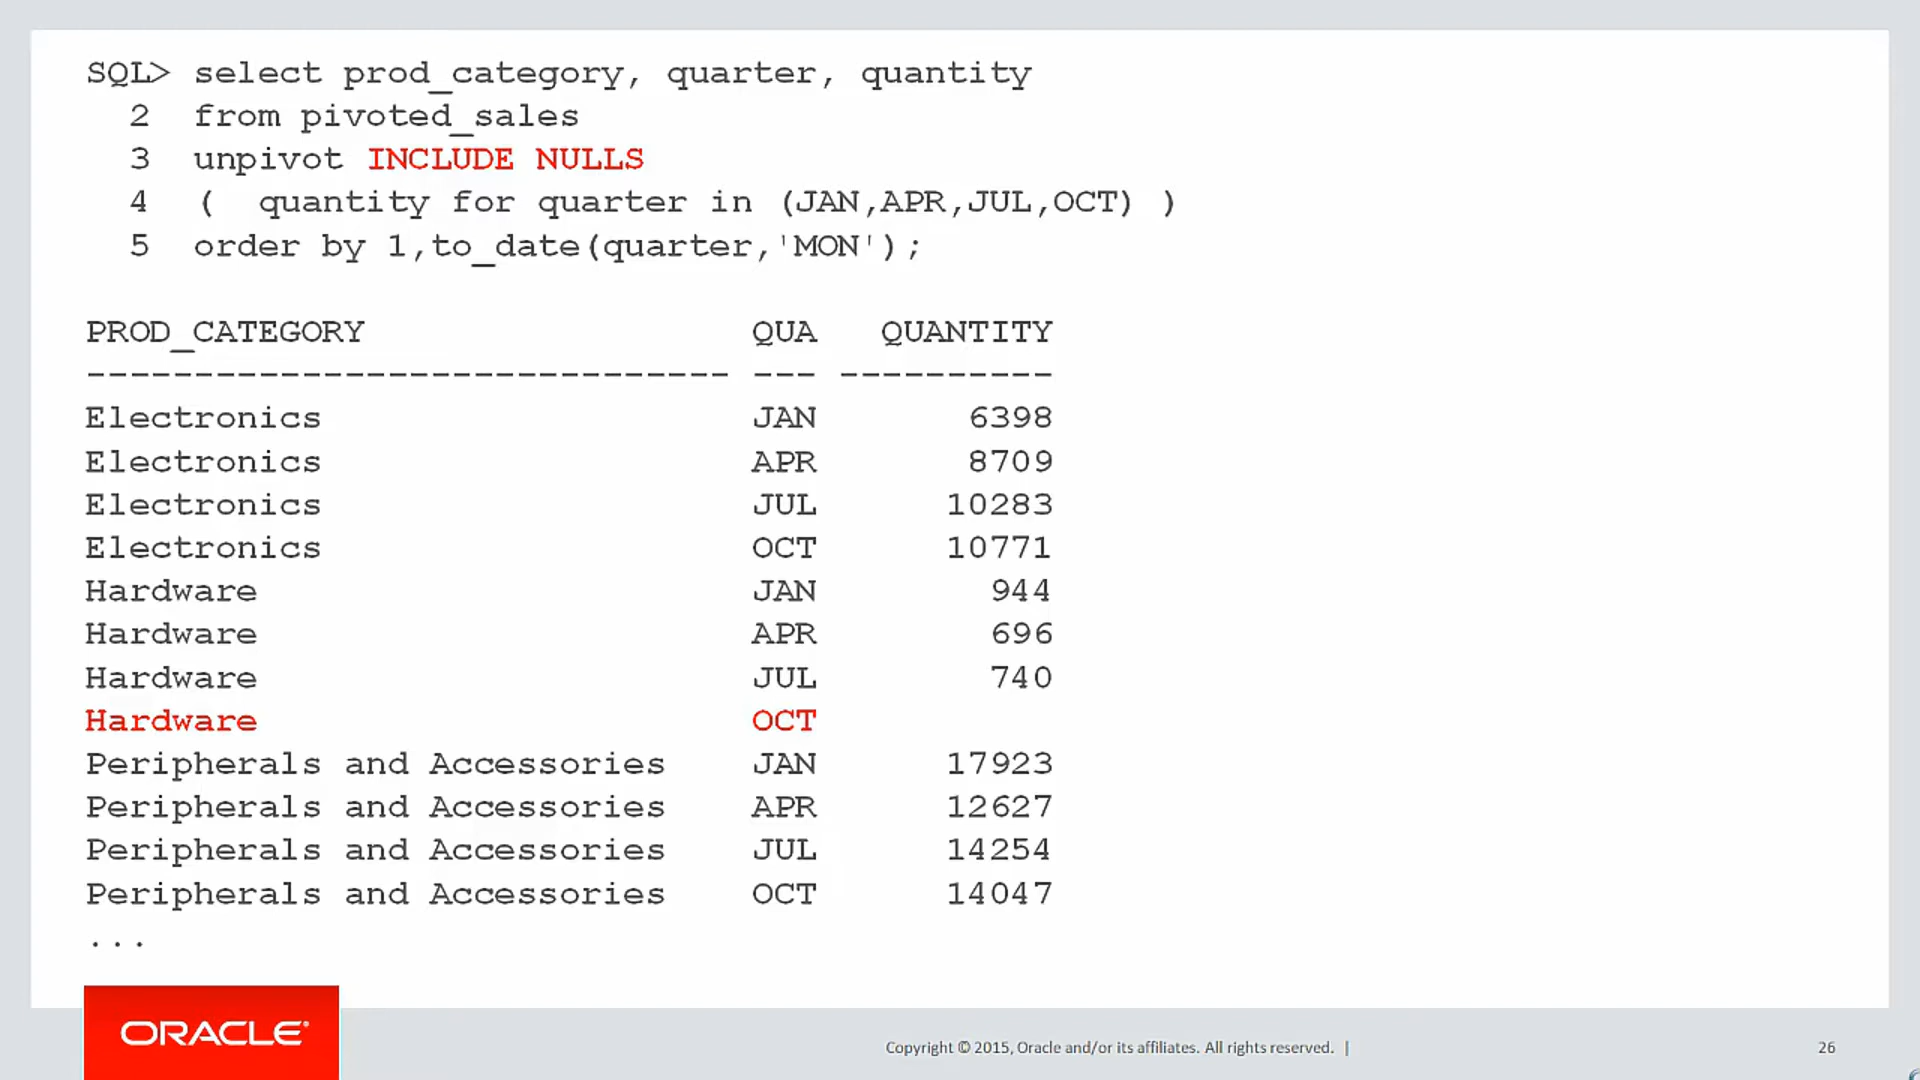 SQL> select prod_category, quarter, quantity
  2  from pivoted_sales
  3  unpivot INCLUDE NULLS
  4  (  quantity for quarter in (JAN,APR,JUL,OCT) )
  5  order by 1,to_date(quarter,'MON');
PROD_CATEGORY                  QUA   QUANTITY
------------------------------ --- ----------
Electronics                    JAN       6398
Electronics                    APR       8709
Electronics                    JUL      10283
Electronics                    OCT      10771
Hardware                       JAN        944
Hardware                       APR        696
Hardware                       JUL        740
Hardware                       OCT
Peripherals and Accessories    JAN      17923
Peripherals and Accessories    APR      12627
Peripherals and Accessories    JUL      14254
Peripherals and Accessories    OCT      14047
...
ORACLE®
Copyright © 2015, Oracle and/or its affiliates. All rights reserved. |
26